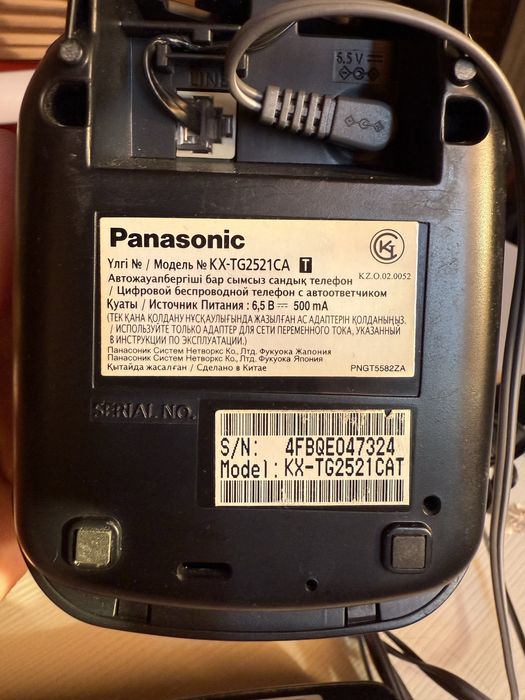 LINE
6.5V
Panasonic
Үлгі № / Модель № KX-TG2521CA T
Автожауапбергіші бар сымсыз сандық телефон
/ Цифровой беспроводной телефон с автоответчиком
Қуаты / Источник Питания : 6,5 В 500 mA
(ТЕК ҚАНА ҚОЛДАНУ НҰСҚАУЛЫҒЫНДА ЖАЗЫЛҒАН АС АДАПТЕРІН ҚОЛДАНЫҢЫЗ.
/ ИСПОЛЬЗУЙТЕ ТОЛЬКО АДАПТЕР ДЛЯ СЕТИ ПЕРЕМЕННОГО ТОКА, УКАЗАННЫЙ
В ИНСТРУКЦИИ ПО ЭКСПЛУАТАЦИИ.)
Панасоник Систем Нетворкс Ко., Лтд. Фукуока Жапония
Панасоник Систем Нетворкс Ко., Лтд. Фукуока Япония
Қытайда жасалған / Сделано в Китае
K.Z.O.02.0052
PNGT5582ZA
SERIAL NO.
S/N: 4FBQE047324
Model: KX-TG2521CAT